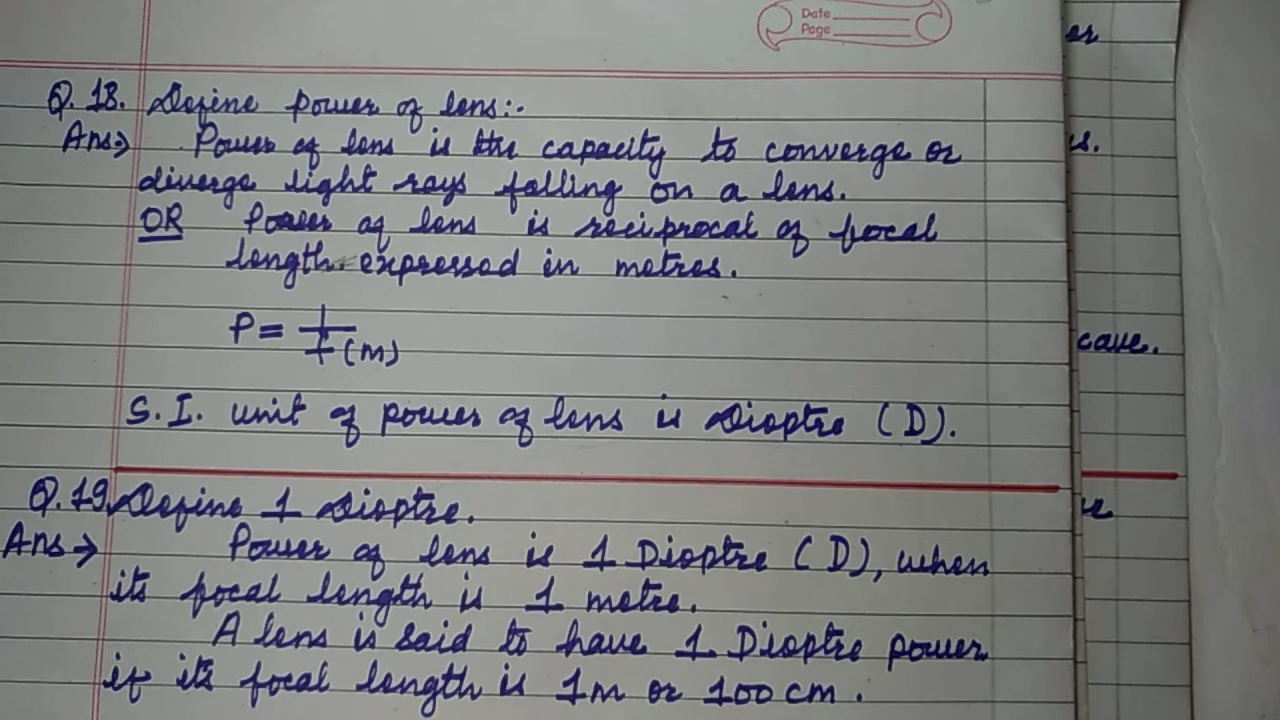 Date
Page
er
Q.18. Define power of lens:-
Ans⇒ Power of lens is the capacity to converge or
diverge light rays falling on a lens.
OR Power of lens is reciprocal of focal
length expressed in metres.
P = 1/f (m)
S.I. unit of power of lens is Dioptre (D).
Q.19. Define 1 Dioptre.
Ans → Power of lens is 1 Dioptre (D), when
its focal length is 1 metre.
A lens is said to have 1 Dioptre power
if its focal length is 1m or 100 cm.
cave.